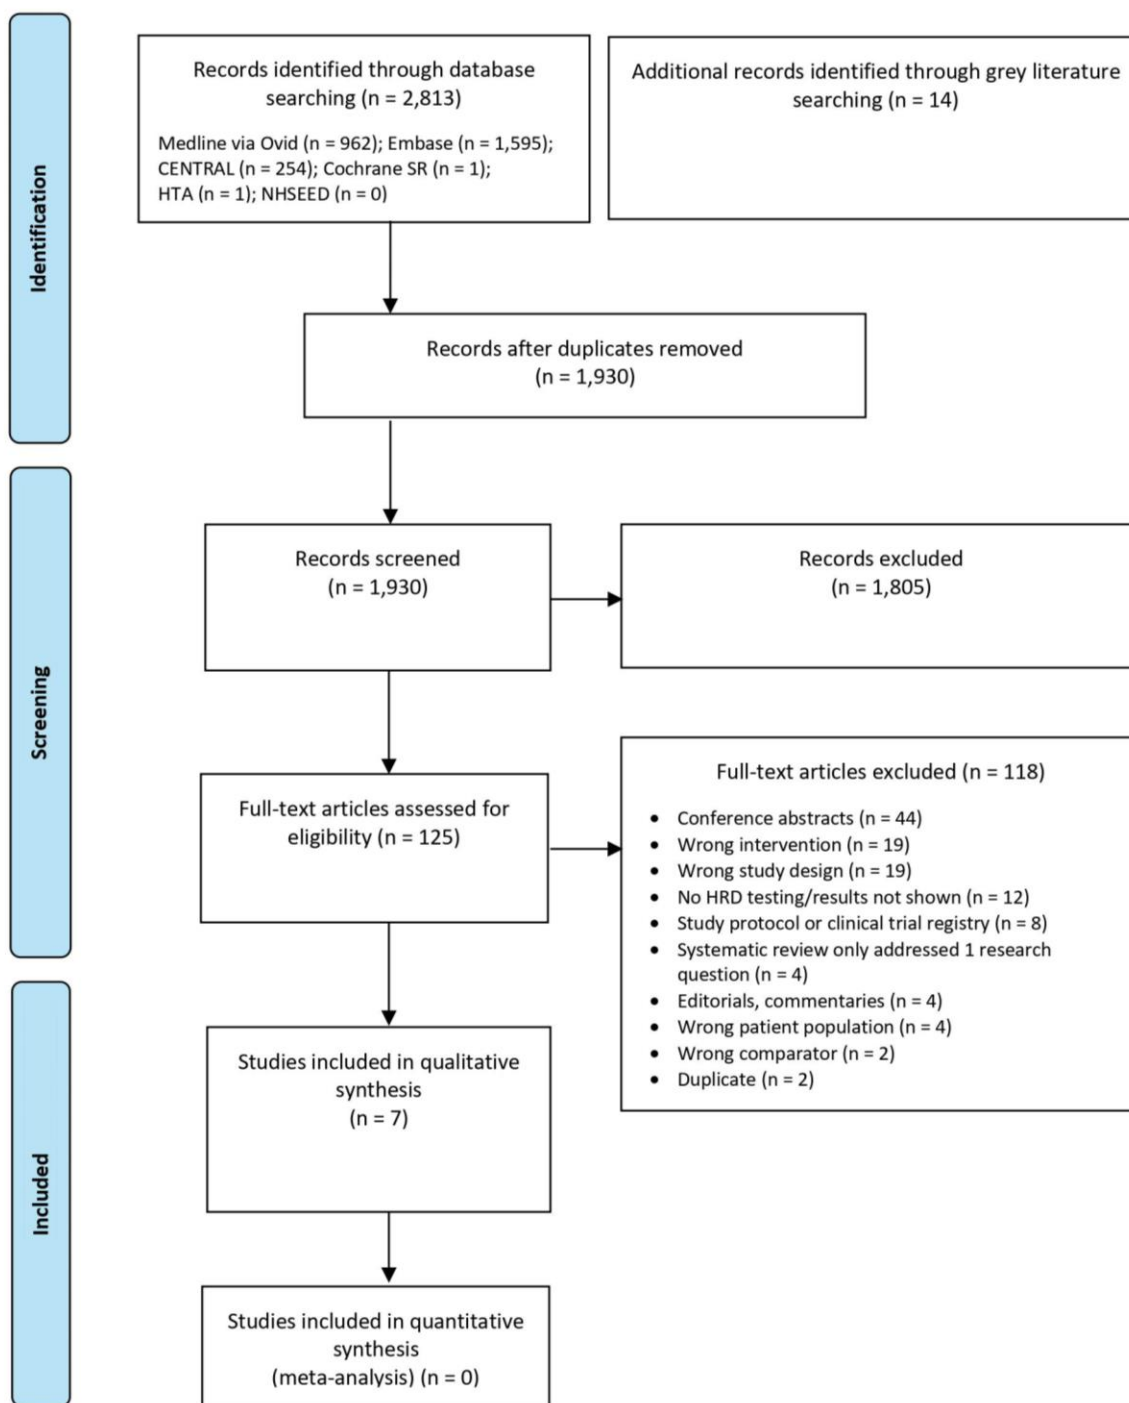 Identification
Records identified through database
searching (n = 2,813)
Medline via Ovid (n = 962); Embase (n = 1,595);
CENTRAL (n = 254); Cochrane SR (n = 1);
HTA (n = 1); NHSEED (n = 0)
Additional records identified through grey literature
searching (n = 14)
Records after duplicates removed
(n = 1,930)
Screening
Records screened
(n = 1,930)
Records excluded
(n = 1,805)
Full-text articles assessed for
eligibility (n = 125)
Full-text articles excluded (n = 118)
• Conference abstracts (n = 44)
• Wrong intervention (n = 19)
• Wrong study design (n = 19)
• No HRD testing/results not shown (n = 12)
• Study protocol or clinical trial registry (n = 8)
• Systematic review only addressed 1 research
question (n = 4)
• Editorials, commentaries (n = 4)
• Wrong patient population (n = 4)
• Wrong comparator (n = 2)
• Duplicate (n = 2)
Included
Studies included in qualitative
synthesis
(n = 7)
Studies included in quantitative
synthesis
(meta-analysis) (n = 0)